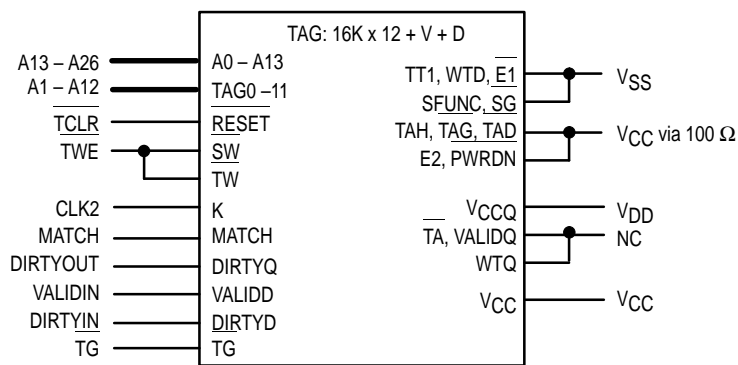 TAG: 16K x 12 + V + D
A13 – A26 A0 – A13
A1 – A12 TAG0 –11
TCLR RESET
TWE SW
TW
CLK2 K
MATCH MATCH
DIRTYOUT DIRTYQ
VALIDIN VALIDD
DIRTYIN DIRTYD
TG TG
TT1, WTD, E1 VSS
SFUNC, SG
TAH, TAG, TAD VCC via 100 Ω
E2, PWRDN
VCCQ VDD
TA, VALIDQ NC
WTQ
VCC VCC